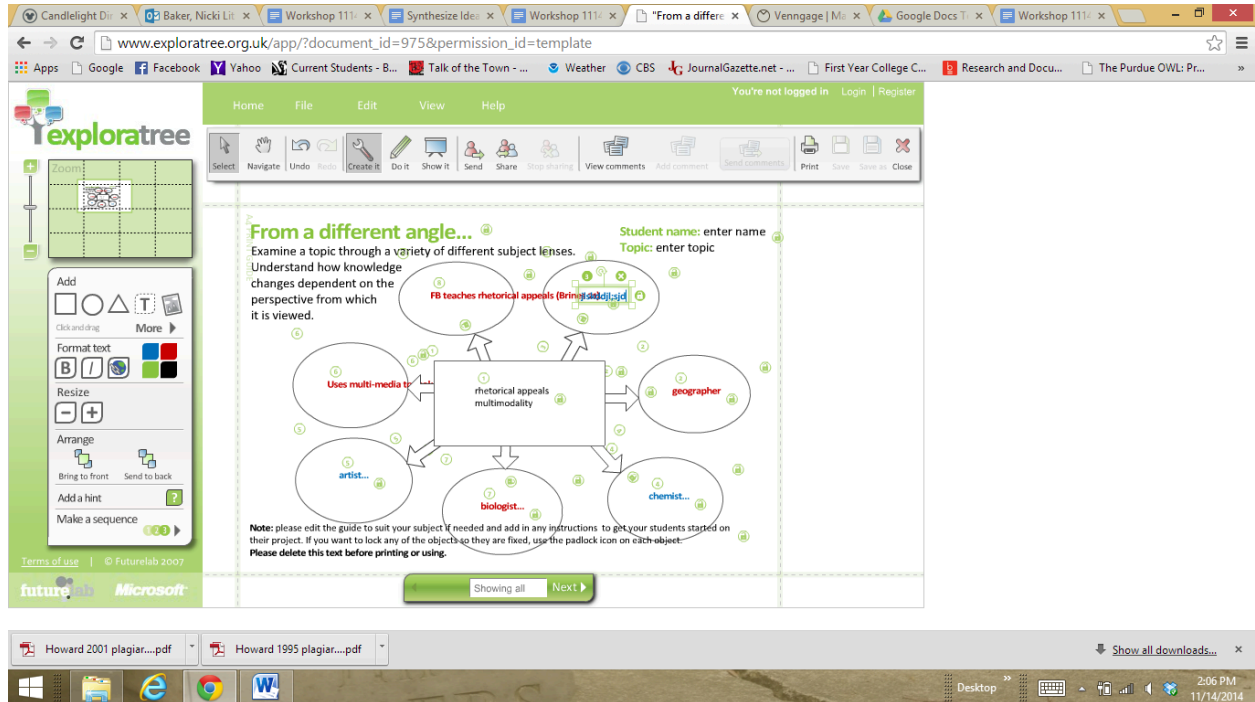 Candlelight Din
Baker, Nicki Lit
Workshop 1114
Synthesize Idea
Workshop 1114
"From a differe
Venngage | Ma
Google Docs T
Workshop 1114
www.exploratree.org.uk/app/?document_id=975&permission_id=template
Apps Google Facebook Yahoo Current Students - B... Talk of the Town - ... Weather CBS JournalGazette.net - ... First Year College C... Research and Docu... The Purdue OWL: Pr... »
You're not logged in Login | Register
Home File Edit View Help
exploratree
Select Navigate Undo Redo Create it Do it Show it Send Share Stop sharing View comments Add comment Send comments Print Save Save as Close
Zoom
Add
T
Click and drag More
Format text
B I
Resize
Arrange
Bring to front Send to back
Add a hint ?
Make a sequence
1 2 3
Terms of use | © Futurelab 2007
futurelab Microsoft
From a different angle...
Examine a topic through a variety of different subject lenses.
Understand how knowledge
changes dependent on the
perspective from which
it is viewed.
Student name: enter name
Topic: enter topic
FB teaches rhetorical appeals
Uses multi-media
rhetorical appeals
multimodality
geographer
artist...
biologist...
chemist...
Note: please edit the guide to suit your subject if needed and add in any instructions to get your students started on
their project. If you want to lock any of the objects so they are fixed, use the padlock icon on each object.
Please delete this text before printing or using.
Showing all Next
Howard 2001 plagiar....pdf
Howard 1995 plagiar....pdf
Show all downloads...
Desktop »
2:06 PM
11/14/2014